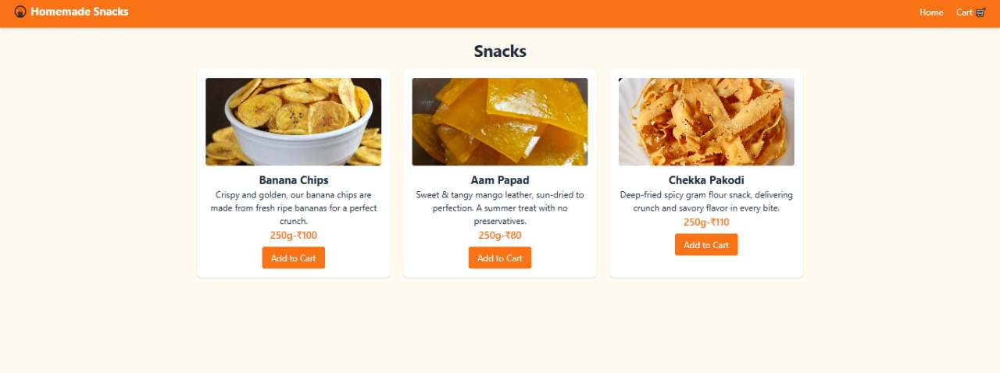 Homemade Snacks
Home
Cart
Snacks
Banana Chips
Crispy and golden, our banana chips are
made from fresh ripe bananas for a perfect
crunch.
250g-₹100
Add to Cart
Aam Papad
Sweet & tangy mango leather, sun-dried to
perfection. A summer treat with no
preservatives.
250g-₹80
Add to Cart
Chekka Pakodi
Deep-fried spicy gram flour snack, delivering
crunch and savory flavor in every bite.
250g-₹110
Add to Cart